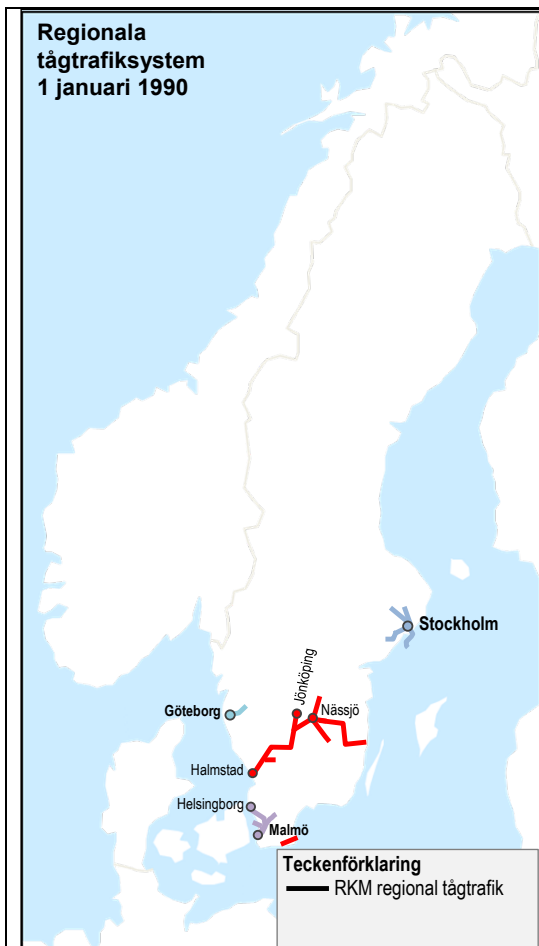 Regionala
tågtrafiksystem
1 januari 1990
Stockholm
Jönköping
Göteborg
Nässjö
Halmstad
Helsingborg
Malmö
Teckenförklaring
RKM regional tågtrafik